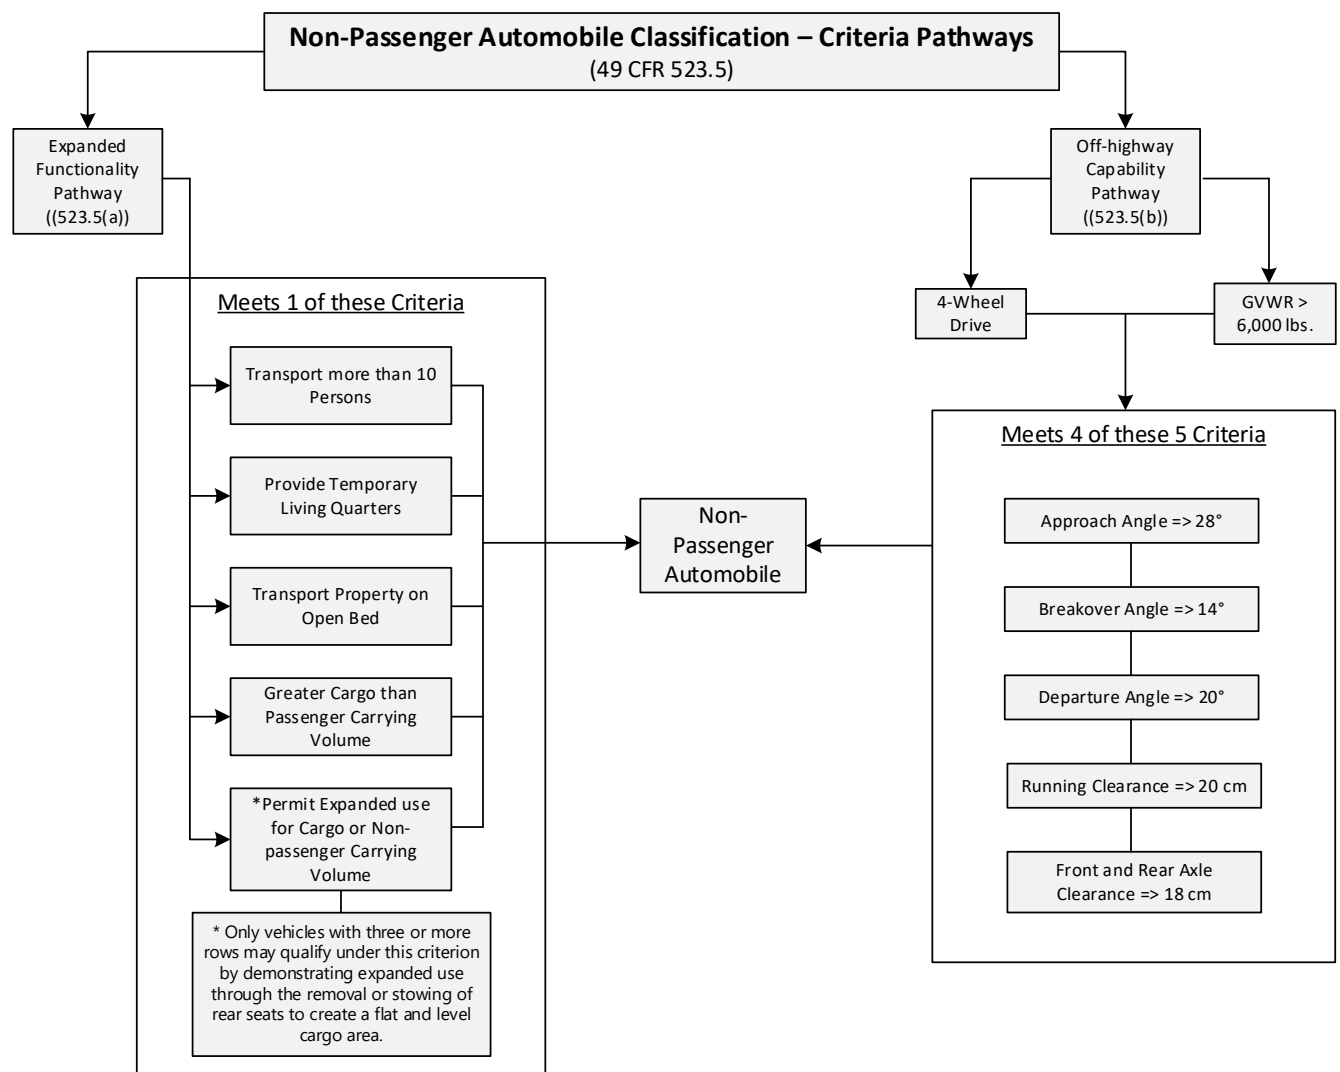 Non-Passenger Automobile Classification – Criteria Pathways
(49 CFR 523.5)
Expanded
Functionality
Pathway
((523.5(a))
Off-highway
Capability
Pathway
((523.5(b))
4-Wheel
Drive
GVWR >
6,000 lbs.
Meets 1 of these Criteria
Transport more than 10
Persons
Provide Temporary
Living Quarters
Transport Property on
Open Bed
Greater Cargo than
Passenger Carrying
Volume
*Permit Expanded use
for Cargo or Non-
passenger Carrying
Volume
* Only vehicles with three or more
rows may qualify under this criterion
by demonstrating expanded use
through the removal or stowing of
rear seats to create a flat and level
cargo area.
Non-
Passenger
Automobile
Meets 4 of these 5 Criteria
Approach Angle => 28°
Breakover Angle => 14°
Departure Angle => 20°
Running Clearance => 20 cm
Front and Rear Axle
Clearance => 18 cm